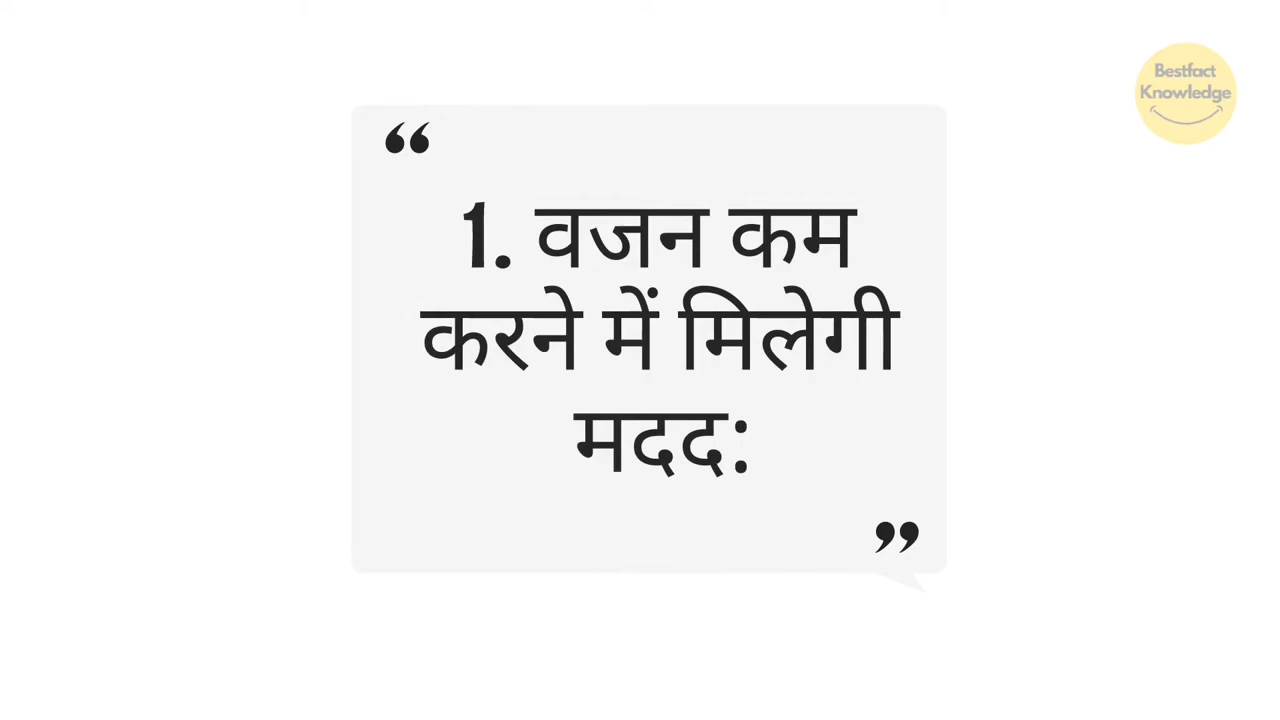 Bestfact
Knowledge
“
1. वजन कम
करने में मिलेगी
मदद:
”